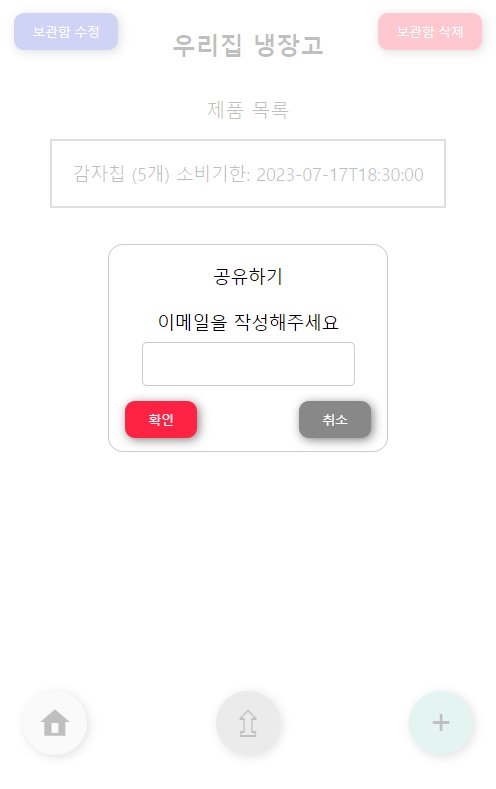 보관함 수정
우리집 냉장고
보관함 삭제
제품 목록
감자칩 (5개) 소비기한: 2023-07-17T18:30:00
공유하기
이메일을 작성해주세요
확인
취소
+